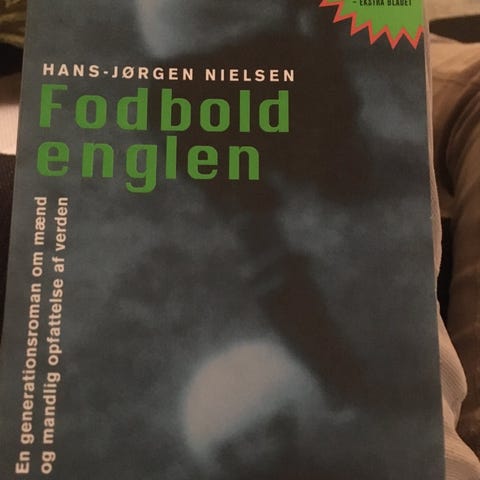 – EKSTRA BLADET
HANS-JØRGEN NIELSEN
Fodbold
englen
En generationsroman om mænd
og mandlig opfattelse af verden